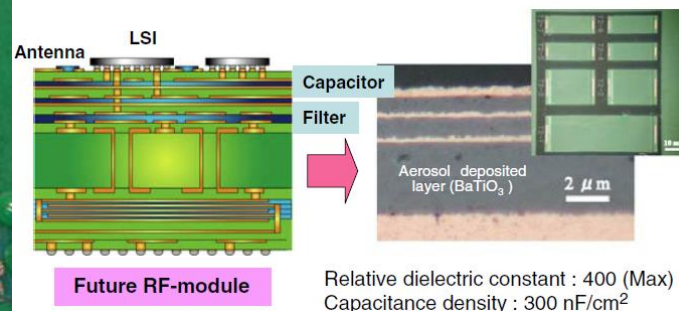 LSI
Antenna
Capacitor
Filter
Aerosol deposited
layer (BaTiO₃)
2 μm
Future RF-module
Relative dielectric constant : 400 (Max)
Capacitance density : 300 nF/cm²